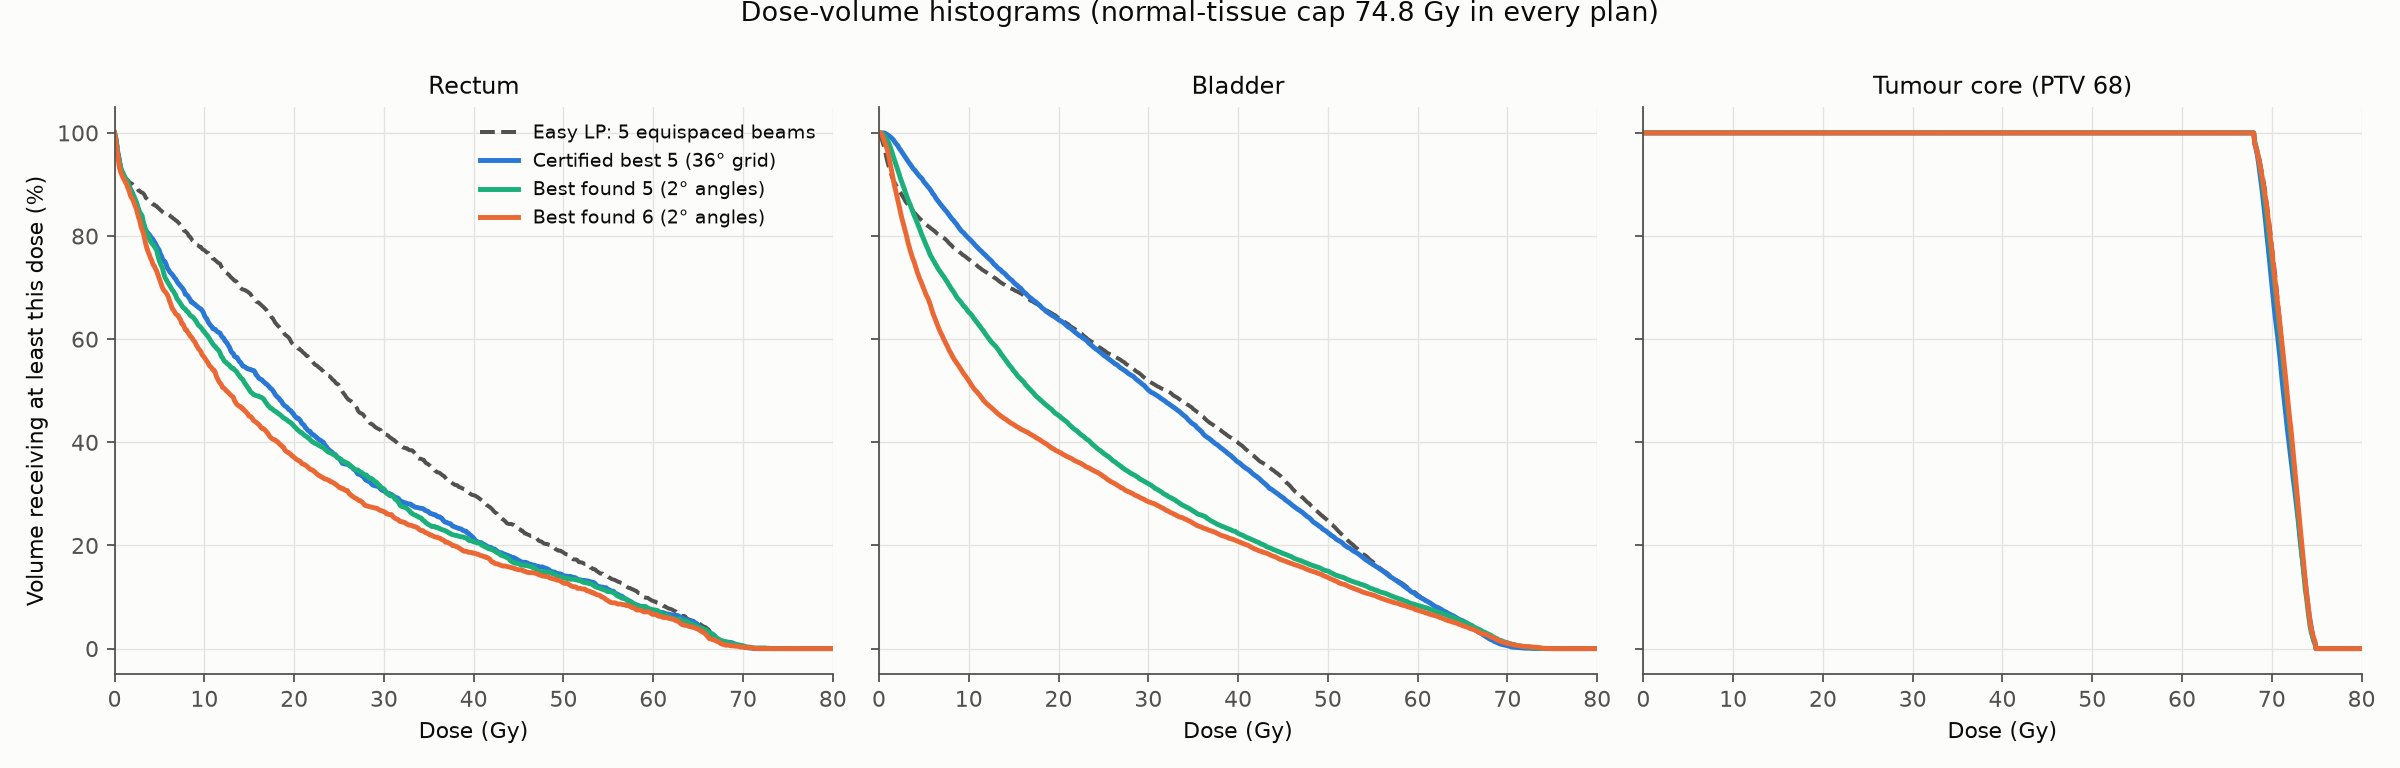 Dose-volume histograms (normal-tissue cap 74.8 Gy in every plan)
Rectum
Bladder
Tumour core (PTV 68)
Volume receiving at least this dose (%)
100
80
60
40
20
0
Easy LP: 5 equispaced beams
Certified best 5 (36° grid)
Best found 5 (2° angles)
Best found 6 (2° angles)
0 10 20 30 40 50 60 70 80
0 10 20 30 40 50 60 70 80
0 10 20 30 40 50 60 70 80
Dose (Gy)
Dose (Gy)
Dose (Gy)